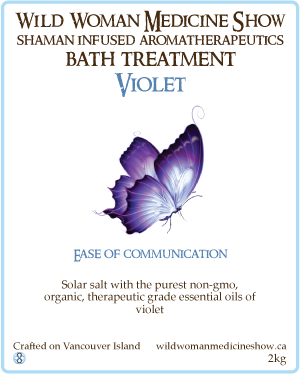 Wild Woman Medicine Show
shaman infused aromatherapeutics
bath treatment
Violet
Ease of communication
Solar salt with the purest non-gmo,
organic, therapeutic grade essential oils of
violet
Crafted on Vancouver Island wildwomanmedicineshow.ca
2kg